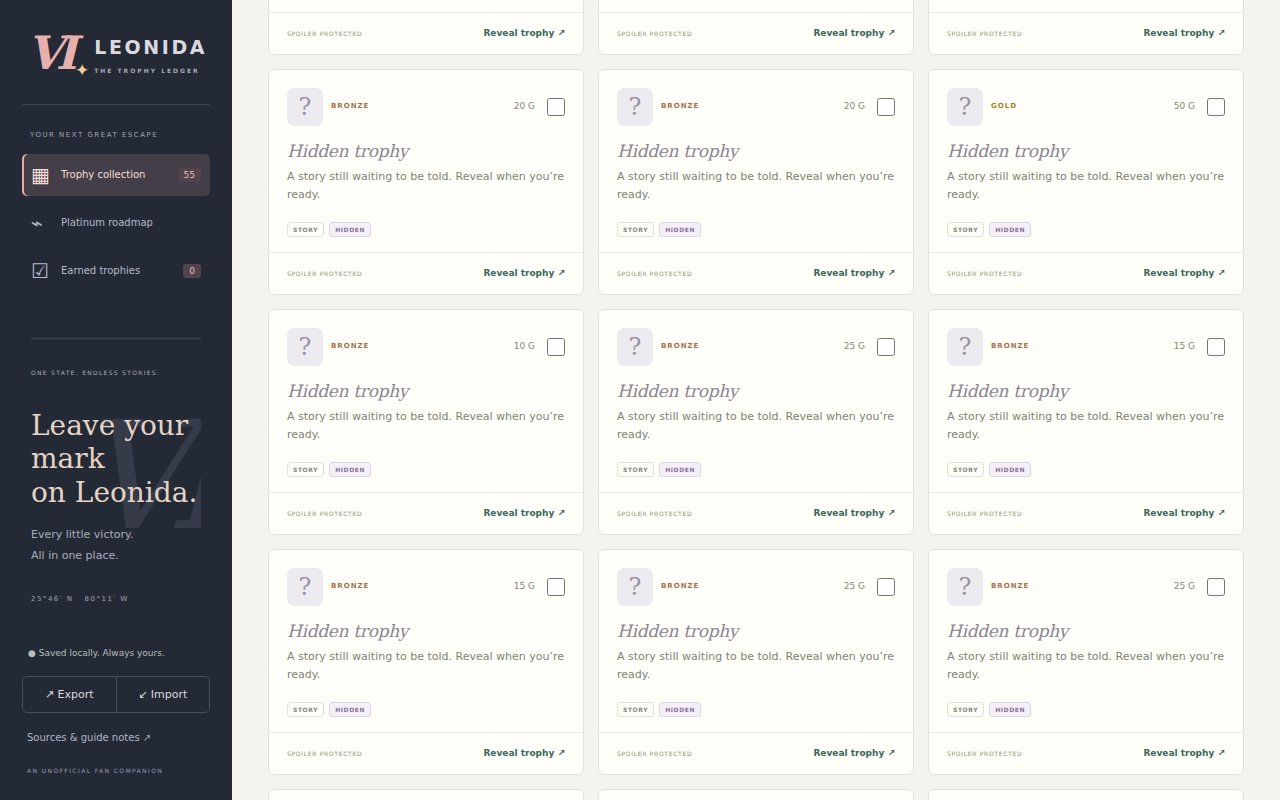 VI LEONIDA
THE TROPHY LEDGER
YOUR NEXT GREAT ESCAPE
Trophy collection 55
Platinum roadmap
Earned trophies 0
ONE STATE. ENDLESS STORIES.
Leave your
mark
on Leonida.
VI
Every little victory.
All in one place.
25°46′ N 80°11′ W
Saved locally. Always yours.
↗ Export ↙ Import
Sources & guide notes ↗
AN UNOFFICIAL FAN COMPANION
SPOILER PROTECTED Reveal trophy ↗
SPOILER PROTECTED Reveal trophy ↗
SPOILER PROTECTED Reveal trophy ↗
? BRONZE 20 G
Hidden trophy
A story still waiting to be told. Reveal when you’re
ready.
STORY HIDDEN
SPOILER PROTECTED Reveal trophy ↗
? BRONZE 20 G
Hidden trophy
A story still waiting to be told. Reveal when you’re
ready.
STORY HIDDEN
SPOILER PROTECTED Reveal trophy ↗
? GOLD 50 G
Hidden trophy
A story still waiting to be told. Reveal when you’re
ready.
STORY HIDDEN
SPOILER PROTECTED Reveal trophy ↗
? BRONZE 10 G
Hidden trophy
A story still waiting to be told. Reveal when you’re
ready.
STORY HIDDEN
SPOILER PROTECTED Reveal trophy ↗
? BRONZE 25 G
Hidden trophy
A story still waiting to be told. Reveal when you’re
ready.
STORY HIDDEN
SPOILER PROTECTED Reveal trophy ↗
? BRONZE 15 G
Hidden trophy
A story still waiting to be told. Reveal when you’re
ready.
STORY HIDDEN
SPOILER PROTECTED Reveal trophy ↗
? BRONZE 15 G
Hidden trophy
A story still waiting to be told. Reveal when you’re
ready.
STORY HIDDEN
SPOILER PROTECTED Reveal trophy ↗
? BRONZE 25 G
Hidden trophy
A story still waiting to be told. Reveal when you’re
ready.
STORY HIDDEN
SPOILER PROTECTED Reveal trophy ↗
? BRONZE 25 G
Hidden trophy
A story still waiting to be told. Reveal when you’re
ready.
STORY HIDDEN
SPOILER PROTECTED Reveal trophy ↗